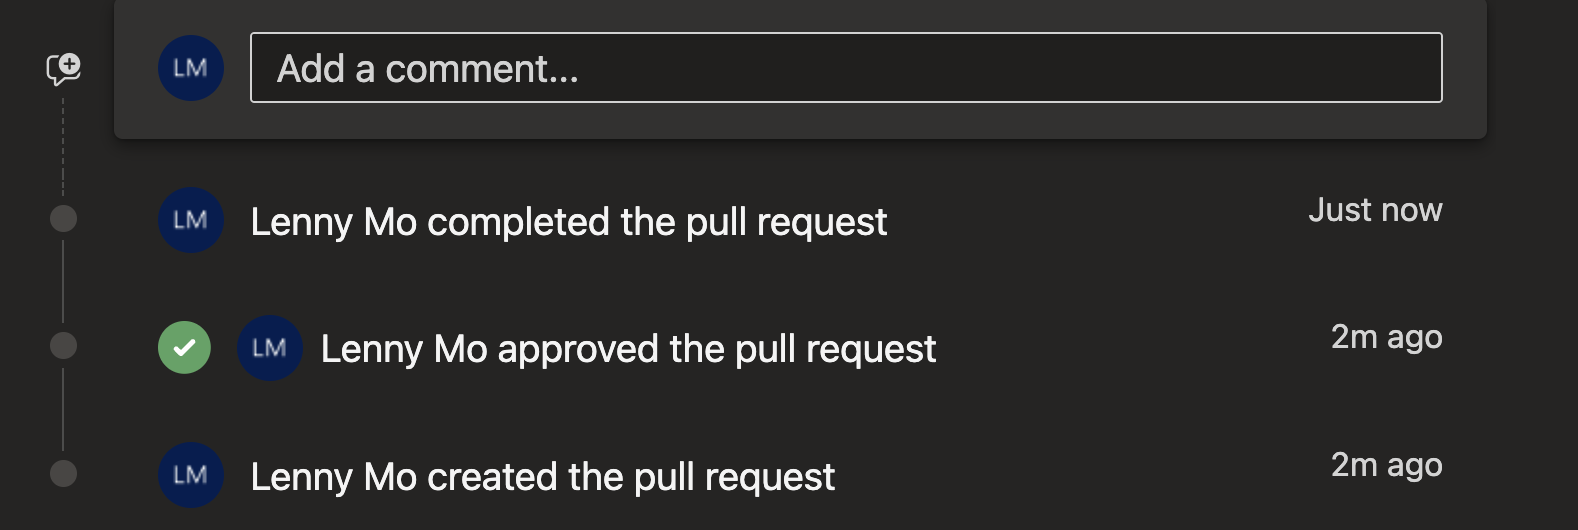 LM Add a comment...
LM Lenny Mo completed the pull request Just now
LM Lenny Mo approved the pull request 2m ago
LM Lenny Mo created the pull request 2m ago